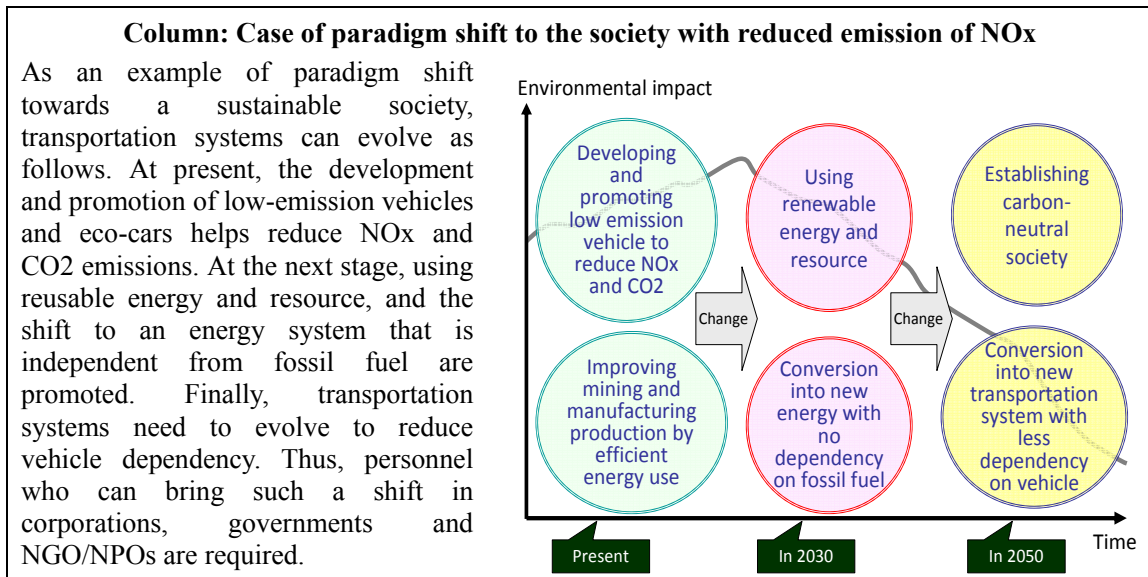 Column: Case of paradigm shift to the society with reduced emission of NOx
As an example of paradigm shift
towards a sustainable society,
transportation systems can evolve as
follows. At present, the development
and promotion of low-emission vehicles
and eco-cars helps reduce NOx and
CO2 emissions. At the next stage, using
reusable energy and resource, and the
shift to an energy system that is
independent from fossil fuel are
promoted. Finally, transportation
systems need to evolve to reduce
vehicle dependency. Thus, personnel
who can bring such a shift in
corporations, governments and
NGO/NPOs are required.
Environmental impact
Developing
and
promoting
low emission
vehicle to
reduce NOx
and CO2
Using
renewable
energy and
resource
Establishing
carbon-
neutral
society
Change
Change
Improving
mining and
manufacturing
production by
efficient
energy use
Conversion
into new
energy with
no
dependency
on fossil fuel
Conversion
into new
transportation
system with
less
dependency
on vehicle
Time
Present
In 2030
In 2050